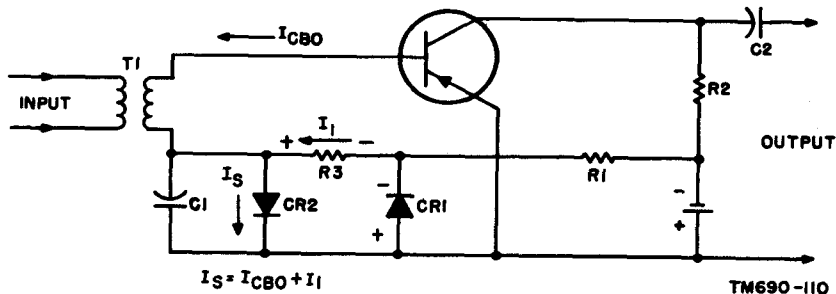 I_CBO
C2
T1
R2
INPUT
+ I_1 -
OUTPUT
R3
R1
I_S
- 
C1
CR2
CR1
-
+
+
I_S = I_CBO + I_1
TM690-110